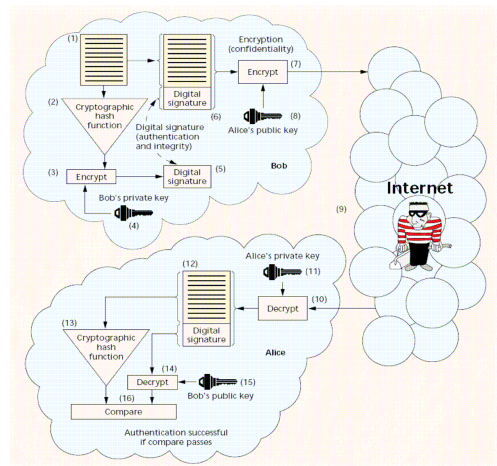 (1)
Encryption
(confidentiality)
(7)
Encrypt
(2)
Cryptographic
hash
function
Digital
signature
(6)
(8)
Alice's public key
Digital signature
(authentication
and integrity)
(3)
Encrypt
Digital
signature
(5)
Bob
Bob's private key
(4)
Internet
(9)
Alice's private key
(11)
(12)
(10)
Decrypt
Digital
signature
(13)
Cryptographic
hash
function
Alice
(14)
Decrypt
(15)
Bob's public key
(16)
Compare
Authentication successful
if compare passes